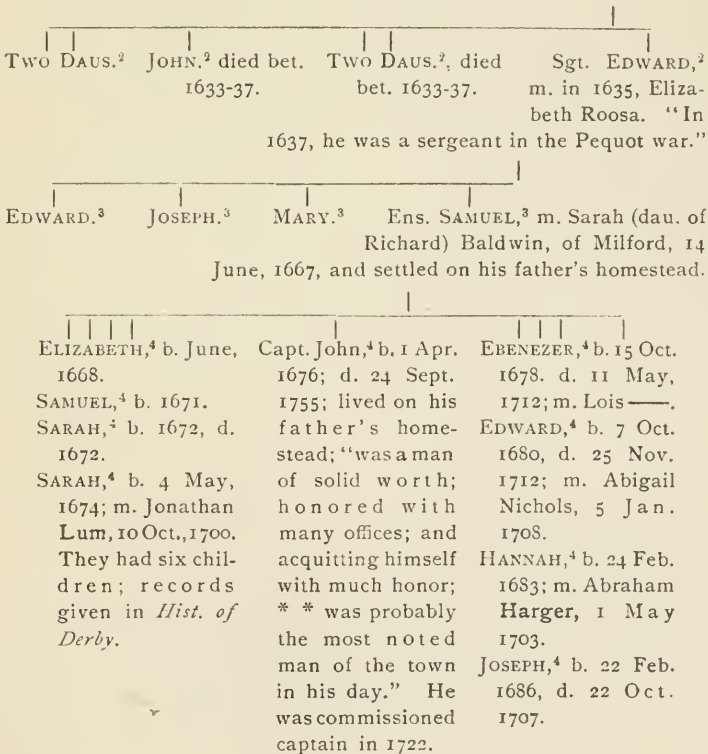 Two Daus.² John.² died bet. Two Daus.², died Sgt. Edward,²
1633-37. bet. 1633-37. m. in 1635, Eliza-
beth Roosa. "In
1637, he was a sergeant in the Pequot war."
Edward.³ Joseph.³ Mary.³ Ens. Samuel,³ m. Sarah (dau. of
Richard) Baldwin, of Milford, 14
June, 1667, and settled on his father's homestead.
Elizabeth,⁴ b. June,
1668.
Samuel,⁴ b. 1671.
Sarah,⁴ b. 1672, d.
1672.
Sarah,⁴ b. 4 May,
1674; m. Jonathan
Lum, 10 Oct., 1700.
They had six chil-
dren; records
given in Hist. of
Derby.
Capt. John,⁴ b. 1 Apr.
1676; d. 24 Sept.
1755; lived on his
father's home-
stead; "was a man
of solid worth;
honored with
many offices; and
acquitting himself
with much honor;
* * was probably
the most noted
man of the town
in his day." He
was commissioned
captain in 1722.
Ebenezer,⁴ b. 15 Oct.
1678. d. 11 May,
1712; m. Lois——.
Edward,⁴ b. 7 Oct.
1680, d. 25 Nov.
1712; m. Abigail
Nichols, 5 Jan.
1708.
Hannah,⁴ b. 24 Feb.
1683; m. Abraham
Harger, 1 May
1703.
Joseph,⁴ b. 22 Feb.
1686, d. 22 Oct.
1707.